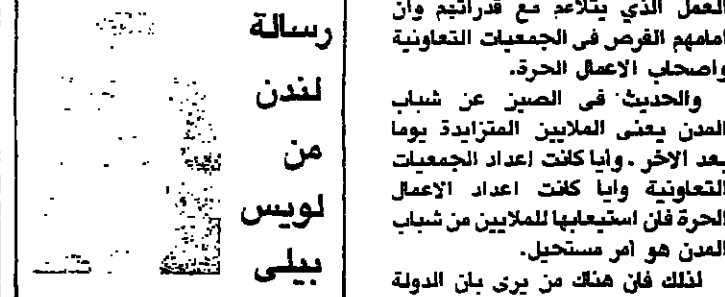 العمل الذي يتلاءم مع قدراتهم وان
امامهم الفرص فى الجمعيات التعاونية
واصحاب الاعمال الحرة.
والحديث فى الصين عن شباب
المدن يعنى الملايين المتزايدة يوما
بعد الاخر . وايا كانت اعداد الجمعيات
التعاونية وايا كانت اعداد الاعمال
الحرة فان استيعابها للملايين من شباب
المدن هو أمر مستحيل.
لذلك فان هناك من يرى بان الدولة
رسالة
لندن
من
لويس
بيلى